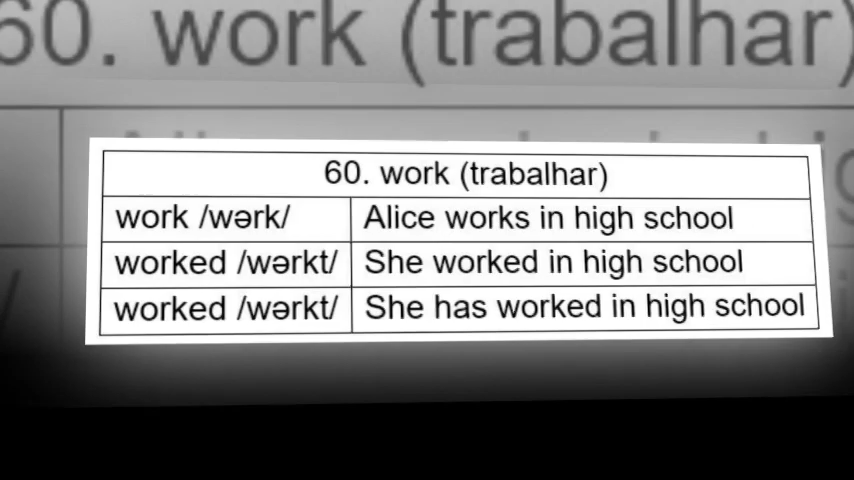 60. work (trabalhar)
60. work (trabalhar)
work /wərk/ Alice works in high school
worked /wərkt/ She worked in high school
worked /wərkt/ She has worked in high school